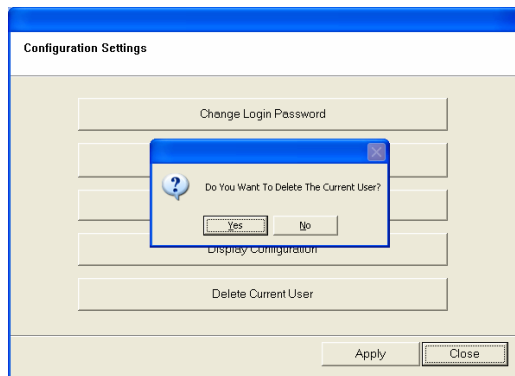 Configuration Settings
Change Login Password
Do You Want To Delete The Current User?
Yes
No
Display Configuration
Delete Current User
Apply
Close